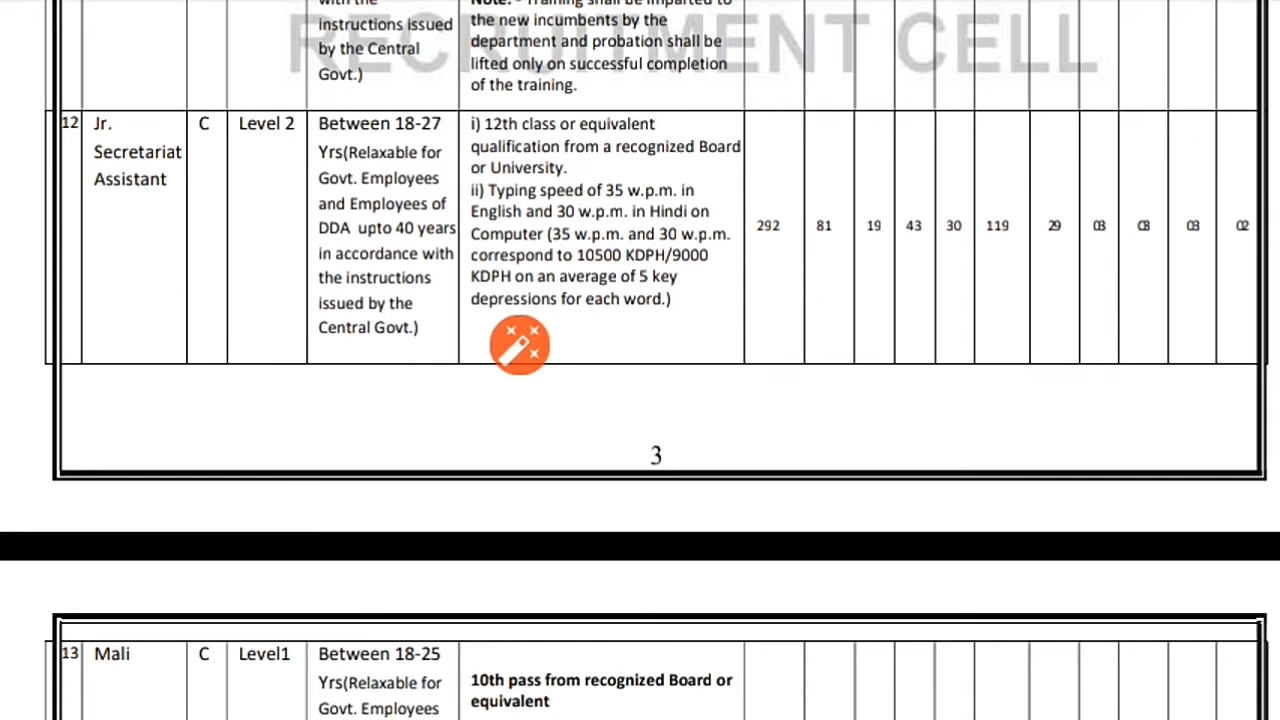 with the
instructions issued
by the Central
Govt.)
Note: - Training shall be imparted to
the new incumbents by the
department and probation shall be
lifted only on successful completion
of the training.
RECRUITMENT CELL
12
Jr.
Secretariat
Assistant
C
Level 2
Between 18-27
Yrs(Relaxable for
Govt. Employees
and Employees of
DDA upto 40 years
in accordance with
the instructions
issued by the
Central Govt.)
i) 12th class or equivalent
qualification from a recognized Board
or University.
ii) Typing speed of 35 w.p.m. in
English and 30 w.p.m. in Hindi on
Computer (35 w.p.m. and 30 w.p.m.
correspond to 10500 KDPH/9000
KDPH on an average of 5 key
depressions for each word.)
292 81 19 43 30 119 29 03 03 03 02
3
13
Mali
C
Level1
Between 18-25
Yrs(Relaxable for
Govt. Employees
10th pass from recognized Board or
equivalent